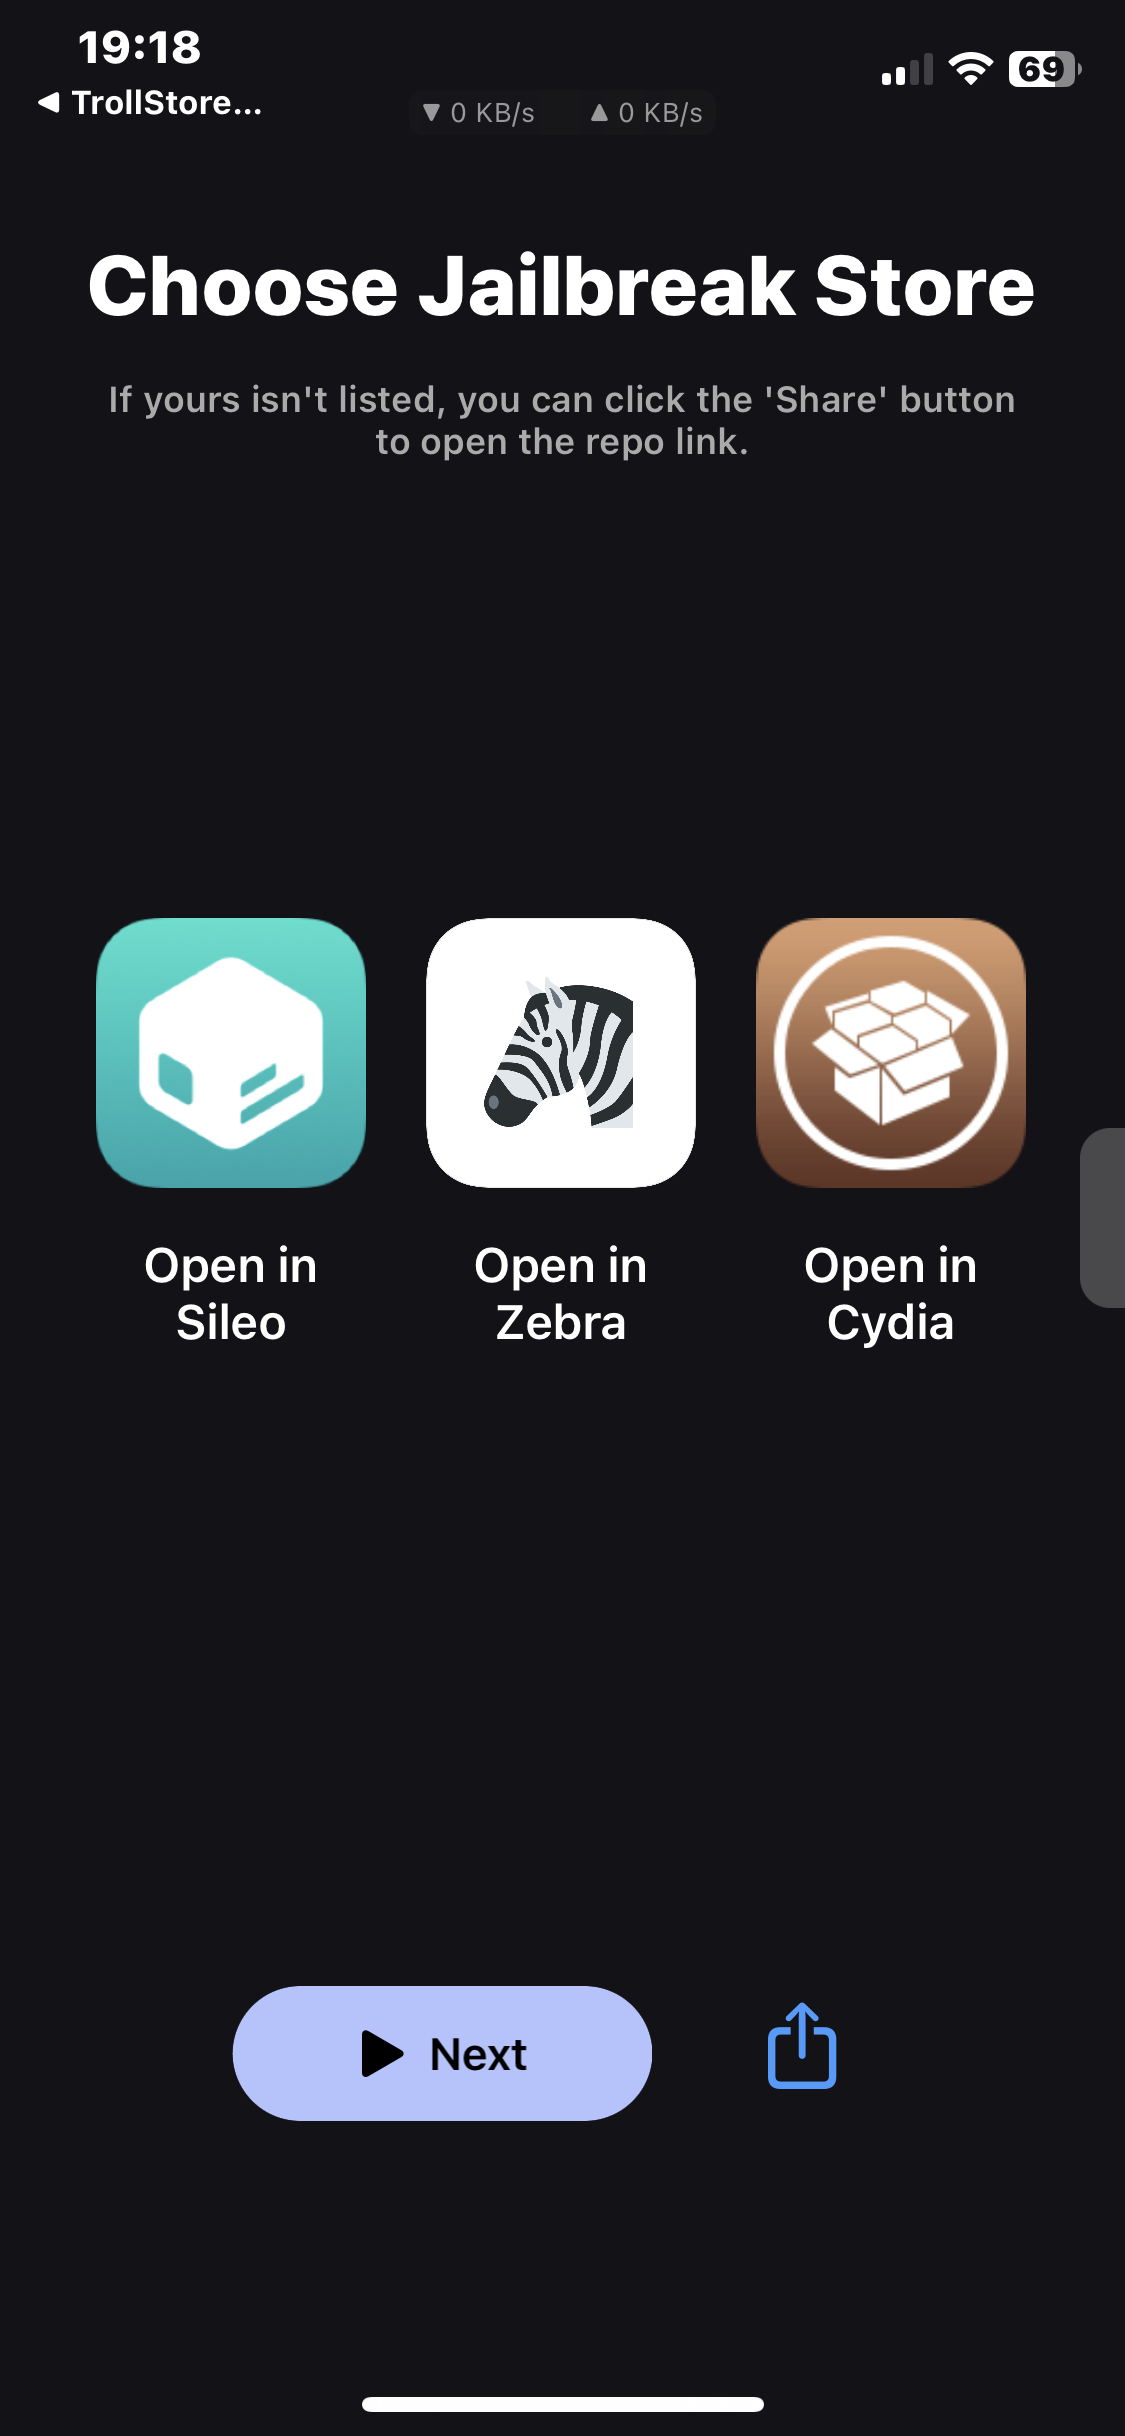 19:18
69
◀ TrollStore...
▼ 0 KB/s ▲ 0 KB/s
Choose Jailbreak Store
If yours isn't listed, you can click the 'Share' button
to open the repo link.
Open in
Sileo
Open in
Zebra
Open in
Cydia
Next